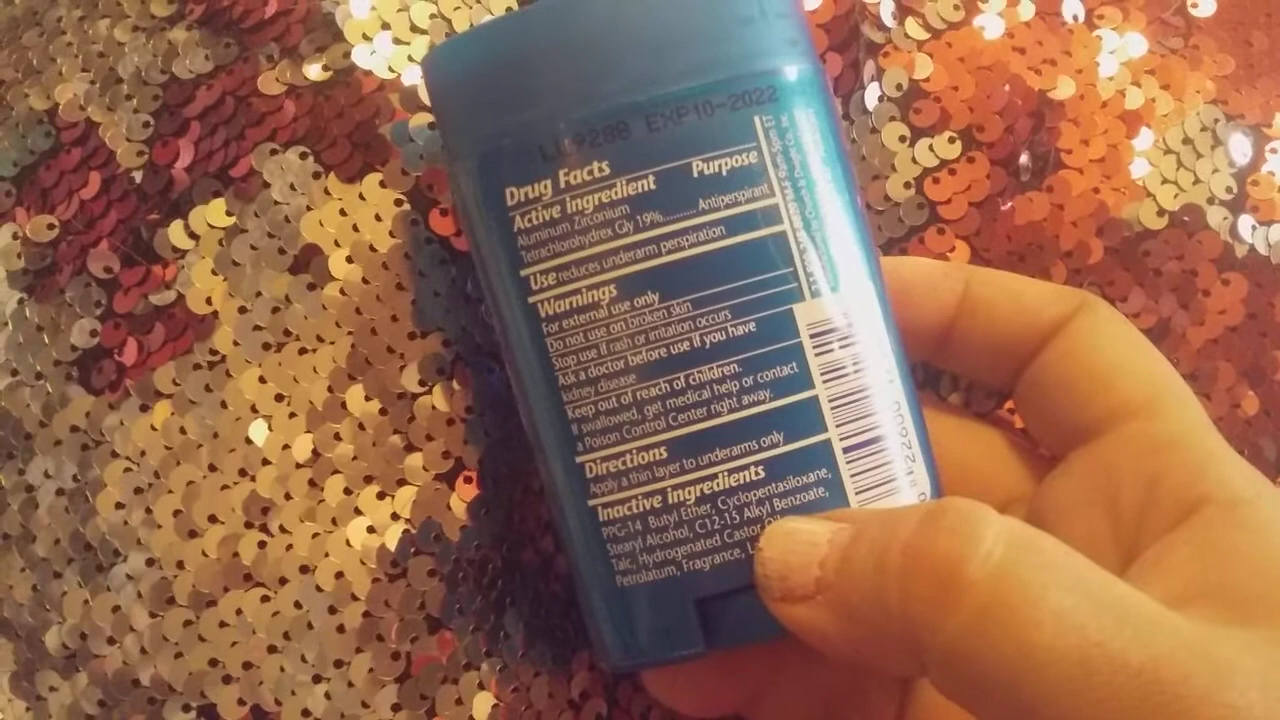 EXP10-2022
Drug Facts
Active ingredient Purpose
Aluminum Zirconium
Tetrachlorohydrex Gly 19%.......... Antiperspirant
Use reduces underarm perspiration
Warnings
For external use only
Do not use on broken skin
Stop use if rash or irritation occurs
Ask a doctor before use if you have
kidney disease
Keep out of reach of children.
If swallowed, get medical help or contact
a Poison Control Center right away.
Directions
Apply a thin layer to underarms only
Inactive ingredients
PPG-14 Butyl Ether, Cyclopentasiloxane,
Stearyl Alcohol, C12-15 Alkyl Benzoate,
Talc, Hydrogenated Castor
Petrolatum, Fragrance,
M-F 9am-5pm ET